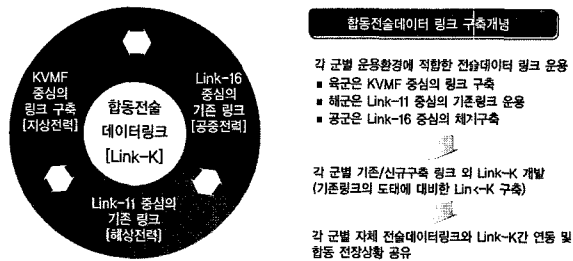 KVMF
중심의
링크 구축
[지상전력]
Link-16
중심의
기존 링크
[공중전력]
합동전술
데이터링크
[Link-K]
Link-11 중심의
기존 링크
[해상전력]
합동전술데이터 링크 구축개념
각 군별 운용환경에 적합한 전술데이터 링크 운용
■ 육군은 KVMF 중심의 링크 구축
■ 해군은 Link-11 중심의 기존링크 운용
■ 공군은 Link-16 중심의 체계구축
각 군별 기존/신규구축 링크 외 Link-K 개발
(기존링크의 도태에 대비한 Link-K 구축)
각 군별 자체 전술데이터링크와 Link-K간 연동 및
합동 전장상황 공유